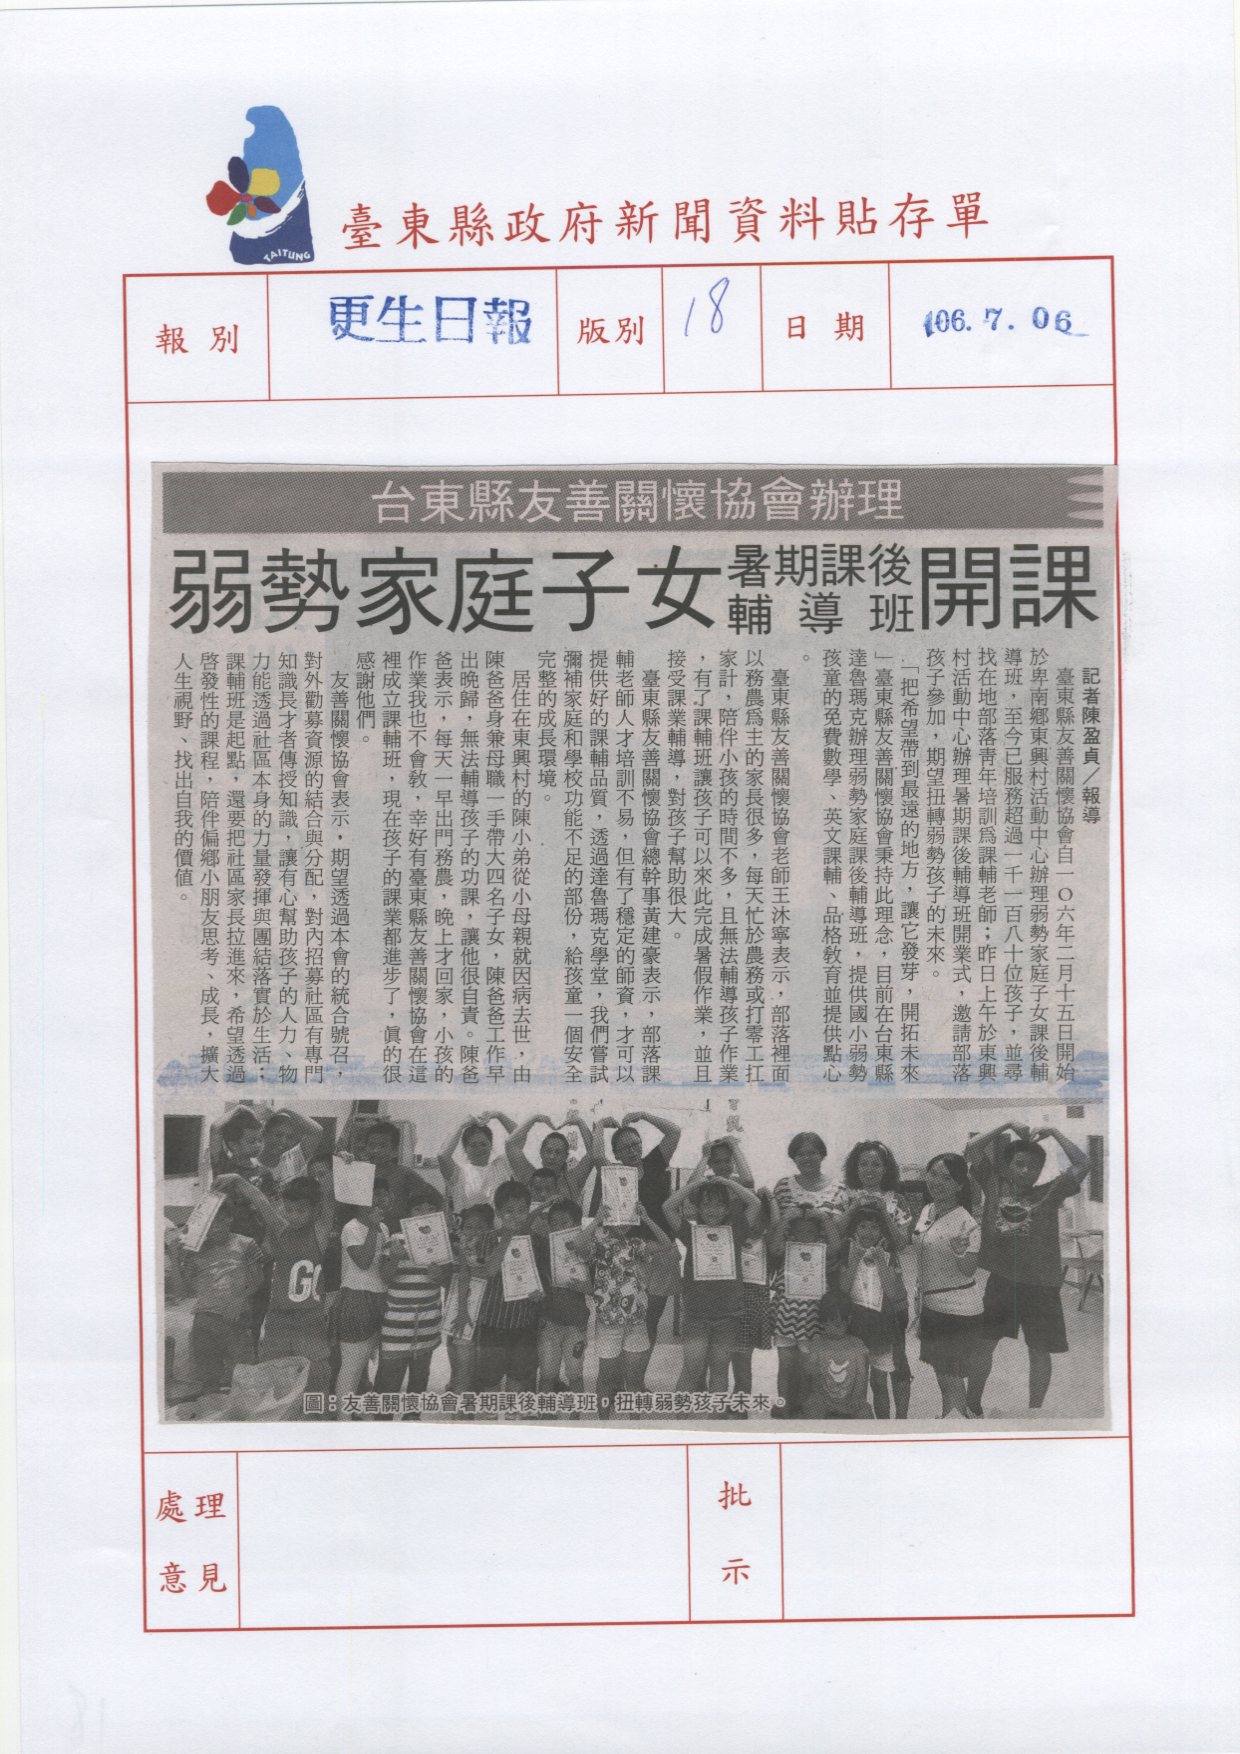 TAITUNG
臺東縣政府新聞資料貼存單
報別
更生日報
版別
18
日期
106.7.06
台東縣友善關懷協會辦理
弱勢家庭子女暑期課後輔導班開課
記者陳盈貞／報導
臺東縣友善關懷協會自一０六年二月十五日開始
於卑南鄉東興村活動中心辦理弱勢家庭子女課後輔
導班，至今已服務超過一千一百八十位孩子，並尋
找在地部落青年培訓為課輔老師；昨日上午於東興
村活動中心辦理暑期課後輔導班開業式，邀請部落
孩子參加，期望扭轉弱勢孩子的未來。
「把希望帶到最遠的地方，讓它發芽，開拓未來
」臺東縣友善關懷協會秉持此理念，目前在台東縣
達魯瑪克辦理弱勢家庭課後輔導班，提供國小弱勢
孩童的免費數學、英文課輔、品格教育並提供點心
。
臺東縣友善關懷協會老師王沐寧表示，部落裡面
以務農為主的家長很多，每天忙於農務或打零工扛
家計，陪伴小孩的時間不多，且無法輔導孩子作業
，有了課輔班讓孩子可以來此完成暑假作業，並且
接受課業輔導，對孩子幫助很大。
臺東縣友善關懷協會總幹事黃建豪表示，部落課
輔老師人才培訓不易，但有了穩定的師資，才可以
提供好的課輔品質，透過達魯瑪克學堂，我們嘗試
彌補家庭和學校功能不足的部份，給孩童一個安全
完整的成長環境。
居住在東興村的陳小弟從小母親就因病去世，由
陳爸爸身兼母職一手帶大四名子女，陳爸爸工作早
出晚歸，無法輔導孩子的功課，讓他很自責。陳爸
爸表示，每天一早出門務農，晚上才回家，小孩的
作業我也不會教，幸好有臺東縣友善關懷協會在這
裡成立課輔班，現在孩子的課業都進步了，真的很
感謝他們。
友善關懷協會表示，期望透過本會的統合號召，
對外勸募資源的結合與分配，對內招募社區有專門
知識長才者傳授知識，讓有心幫助孩子的人力、物
力能透過社區本身的力量發揮與團結落實於生活；
課輔班是起點，還要把社區家長拉進來，希望透過
啓發性的課程，陪伴偏鄉小朋友思考、成長，擴大
人生視野、找出自我的價值。
圖：友善關懷協會暑期課後輔導班，扭轉弱勢孩子未來。
處理
意見
批
示